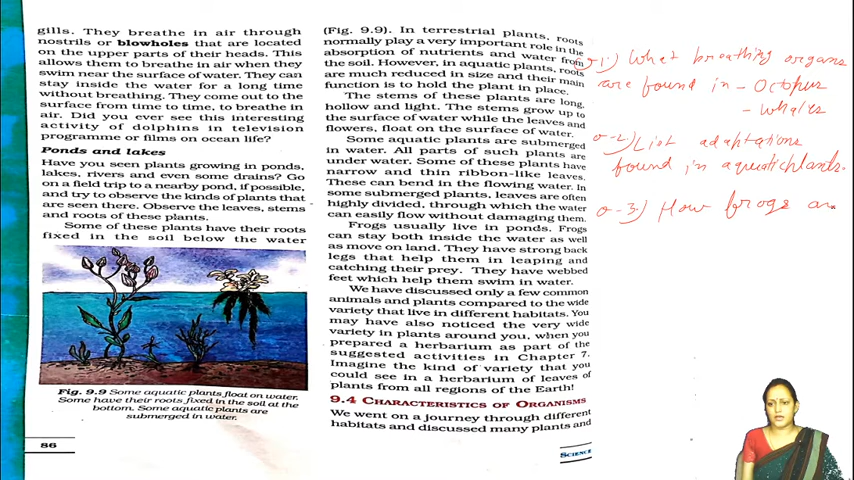 gills. They breathe in air through
nostrils or blowholes that are located
on the upper parts of their heads. This
allows them to breathe in air when they
swim near the surface of water. They can
stay inside the water for a long time
without breathing. They come out to the
surface from time to time, to breathe in
air. Did you ever see this interesting
activity of dolphins in television
programme or films on ocean life?
Ponds and lakes
Have you seen plants growing in ponds,
lakes, rivers and even some drains? Go
on a field trip to a nearby pond, if possible,
and try to observe the kinds of plants that
are seen there. Observe the leaves, stems
and roots of these plants.
Some of these plants have their roots
fixed in the soil below the water
Fig. 9.9 Some aquatic plants float on water.
Some have their roots fixed in the soil at the
bottom. Some aquatic plants are
submerged in water.
86
(Fig. 9.9). In terrestrial plants, roots
normally play a very important role in the
absorption of nutrients and water from
the soil. However, in aquatic plants, roots
are much reduced in size and their main
function is to hold the plant in place.
The stems of these plants are long,
hollow and light. The stems grow up to
the surface of water while the leaves and
flowers, float on the surface of water.
Some aquatic plants are submerged
in water. All parts of such plants are
under water. Some of these plants have
narrow and thin ribbon-like leaves.
These can bend in the flowing water. In
some submerged plants, leaves are often
highly divided, through which the water
can easily flow without damaging them.
Frogs usually live in ponds. Frogs
can stay both inside the water as well
as move on land. They have strong back
legs that help them in leaping and
catching their prey. They have webbed
feet which help them swim in water.
We have discussed only a few common
animals and plants compared to the wide
variety that live in different habitats. You
may have also noticed the very wide
variety in plants around you, when you
prepared a herbarium as part of the
suggested activities in Chapter 7.
Imagine the kind of variety that you
could see in a herbarium of leaves of
plants from all regions of the Earth!
9.4 CHARACTERISTICS OF ORGANISMS
We went on a journey through different
habitats and discussed many plants and
SCIENCE
Q-1) What breathing organs
are found in - Octopus
- whales
Q-2) List adaptations
found in aquatic plants.
Q-3) How frogs ar